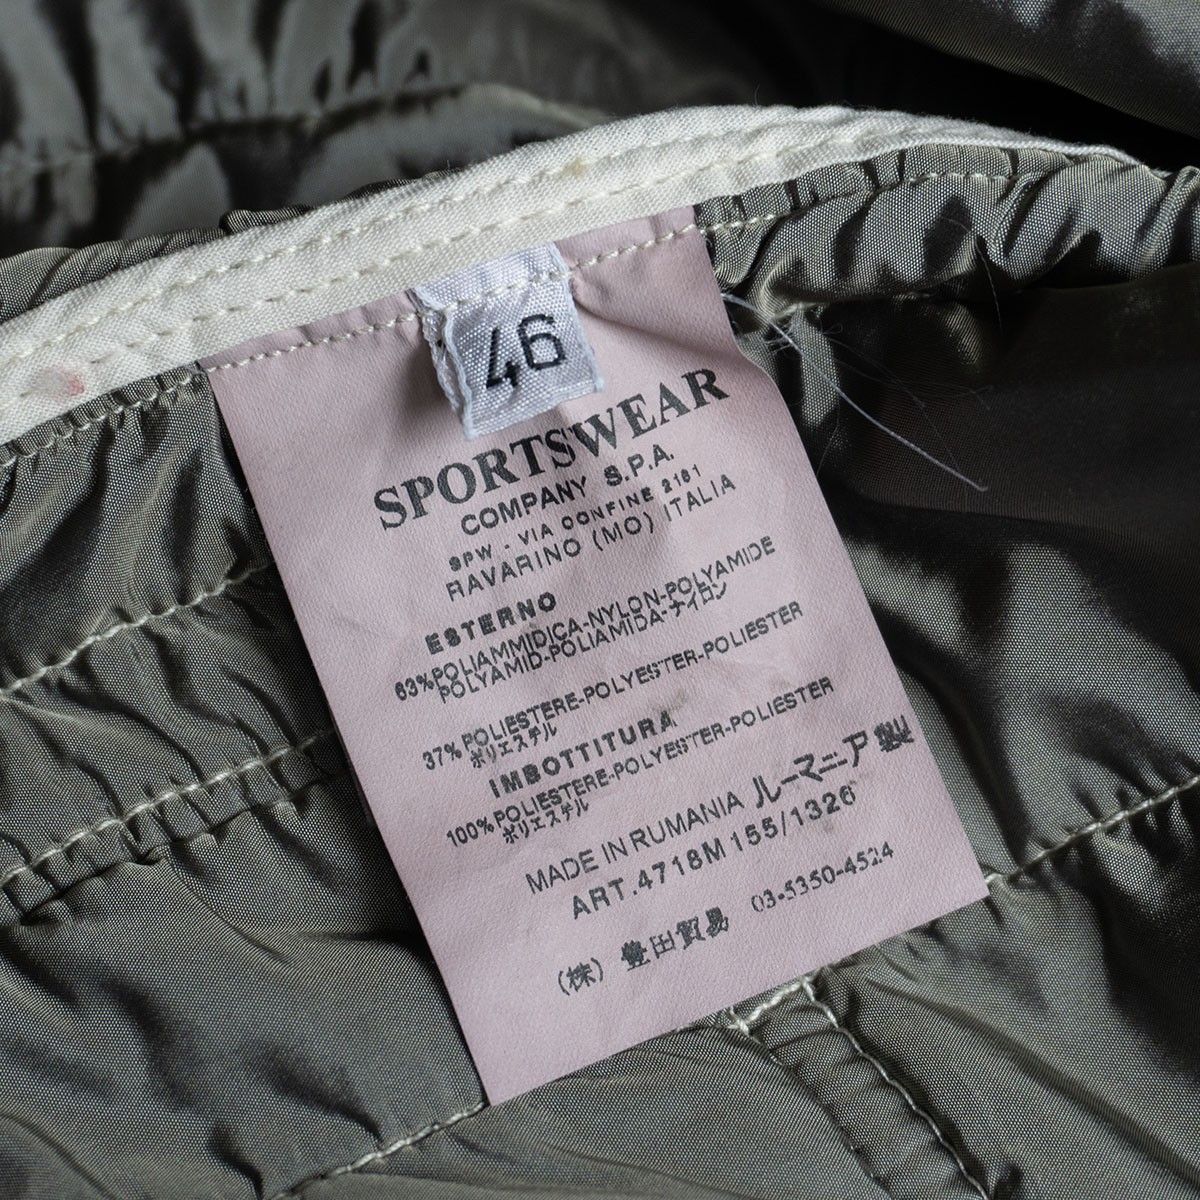 46
SPORTSWEAR
COMPANY S.P.A.
SPW - VIA CONFINE 2161
RAVARINO (MO) ITALIA
ESTERNO
63%POLIAMMIDICA-NYLON-POLYAMIDE
POLYAMID-POLIAMIDA-ナイロン
37%POLIESTERE-POLYESTER-POLIESTER
ポリエステル
IMBOTTITURA
100%POLIESTERE-POLYESTER-POLIESTER
ポリエステル
MADE IN RUMANIA ルーマニア製
ART.4718M 155/1326
(株) 豊田貿易 03-5350-4524